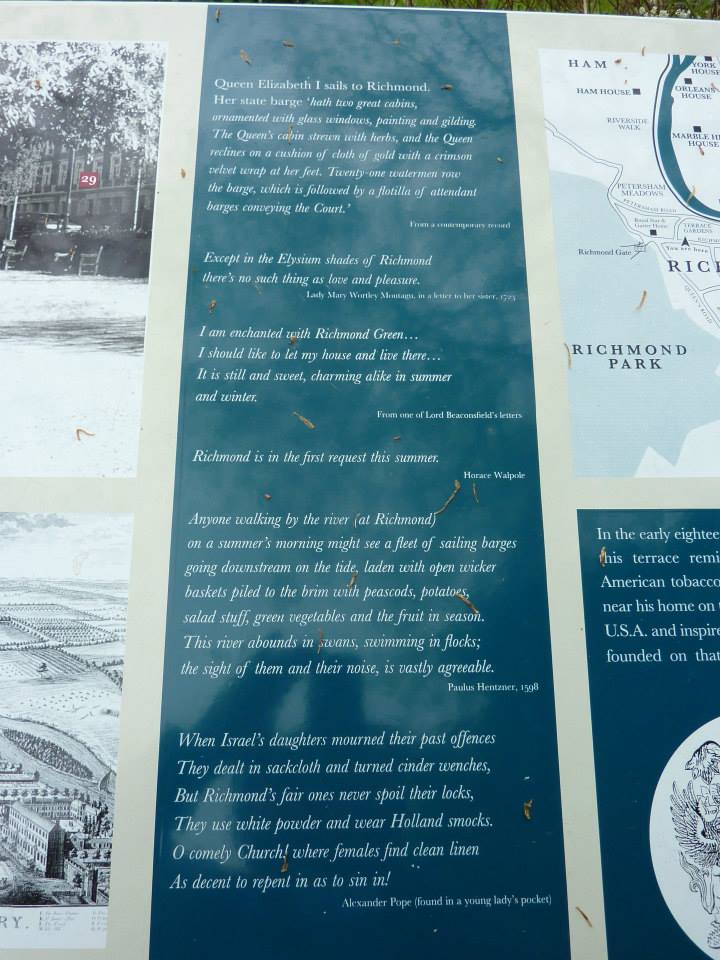 29
RY.
Queen Elizabeth I sails to Richmond.
Her state barge ‘hath two great cabins,
ornamented with glass windows, painting and gilding.
The Queen’s cabin strewn with herbs, and the Queen
reclines on a cushion of cloth of gold with a crimson
velvet wrap at her feet. Twenty-one watermen row
the barge, which is followed by a flotilla of attendant
barges conveying the Court.’
From a contemporary record
Except in the Elysium shades of Richmond
there’s no such thing as love and pleasure.
Lady Mary Wortley Montagu, in a letter to her sister, 1723
I am enchanted with Richmond Green…
I should like to let my house and live there…
It is still and sweet, charming alike in summer
and winter.
From one of Lord Beaconsfield’s letters
Richmond is in the first request this summer.
Horace Walpole
Anyone walking by the river (at Richmond)
on a summer’s morning might see a fleet of sailing barges
going downstream on the tide, laden with open wicker
baskets piled to the brim with peascods, potatoes,
salad stuff, green vegetables and the fruit in season.
This river abounds in swans, swimming in flocks;
the sight of them and their noise, is vastly agreeable.
Paulus Hentzner, 1598
When Israel’s daughters mourned their past offences
They dealt in sackcloth and turned cinder wenches,
But Richmond’s fair ones never spoil their locks,
They use white powder and wear Holland smocks.
O comely Church! where females find clean linen
As decent to repent in as to sin in!
Alexander Pope (found in a young lady’s pocket)
HAM
YORK
HOUSE
HAM HOUSE
ORLEANS
HOUSE
RIVERSIDE
WALK
MARBLE HI
HOUSE
PETERSHAM
MEADOWS
PETERSHAM ROAD
Royal Star &
Garter Home
TERRACE
GARDENS
Richmond Gate
You are here
RICH
QUEENS ROAD
RICHMOND
PARK
In the early eightee
this terrace remi
American tobacco
near his home on
U.S.A. and inspire
founded on that